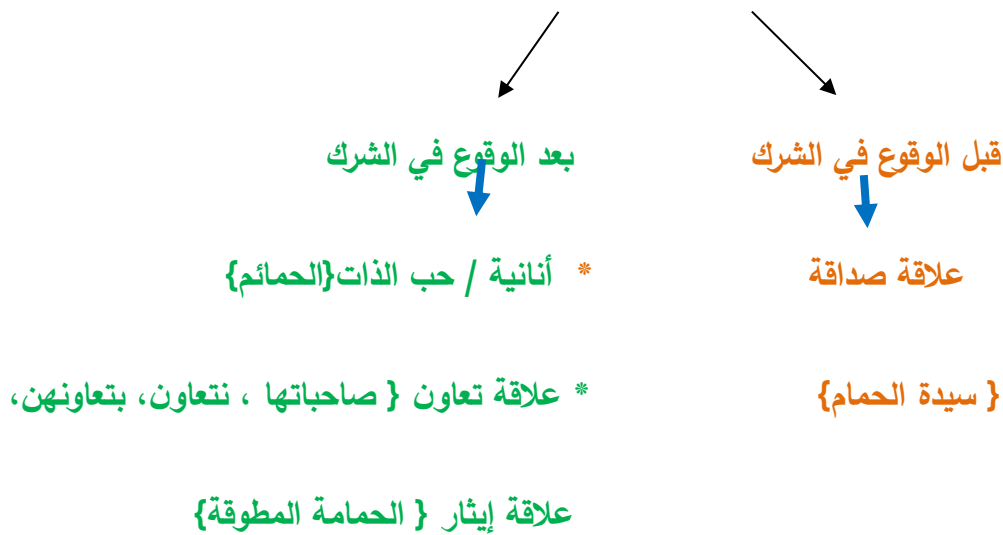 قبل الوقوع في الشرك بعد الوقوع في الشرك
علاقة صداقة * أنانية / حب الذات{الحمائم}
{ سيدة الحمام} * علاقة تعاون { صاحباتها ، نتعاون، بتعاونهن،
علاقة إيثار { الحمامة المطوقة}